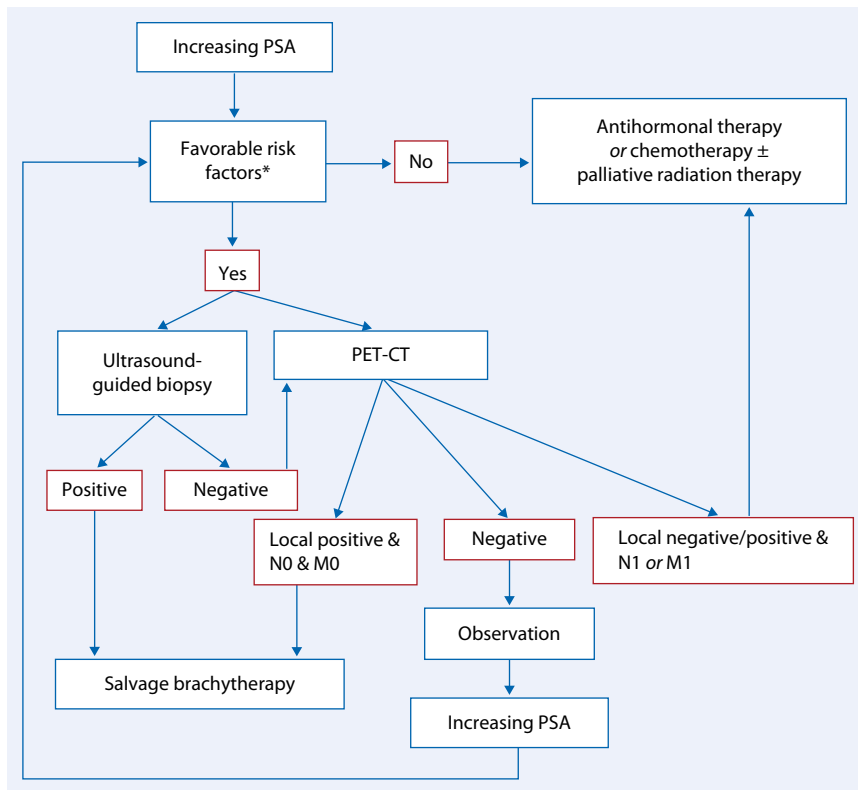 Increasing PSA
Favorable risk
factors*
No
Antihormonal therapy
or chemotherapy ±
palliative radiation therapy
Yes
Ultrasound-
guided biopsy
PET-CT
Positive
Negative
Local positive &
N0 & M0
Negative
Local negative/positive &
N1 or M1
Observation
Salvage brachytherapy
Increasing PSA